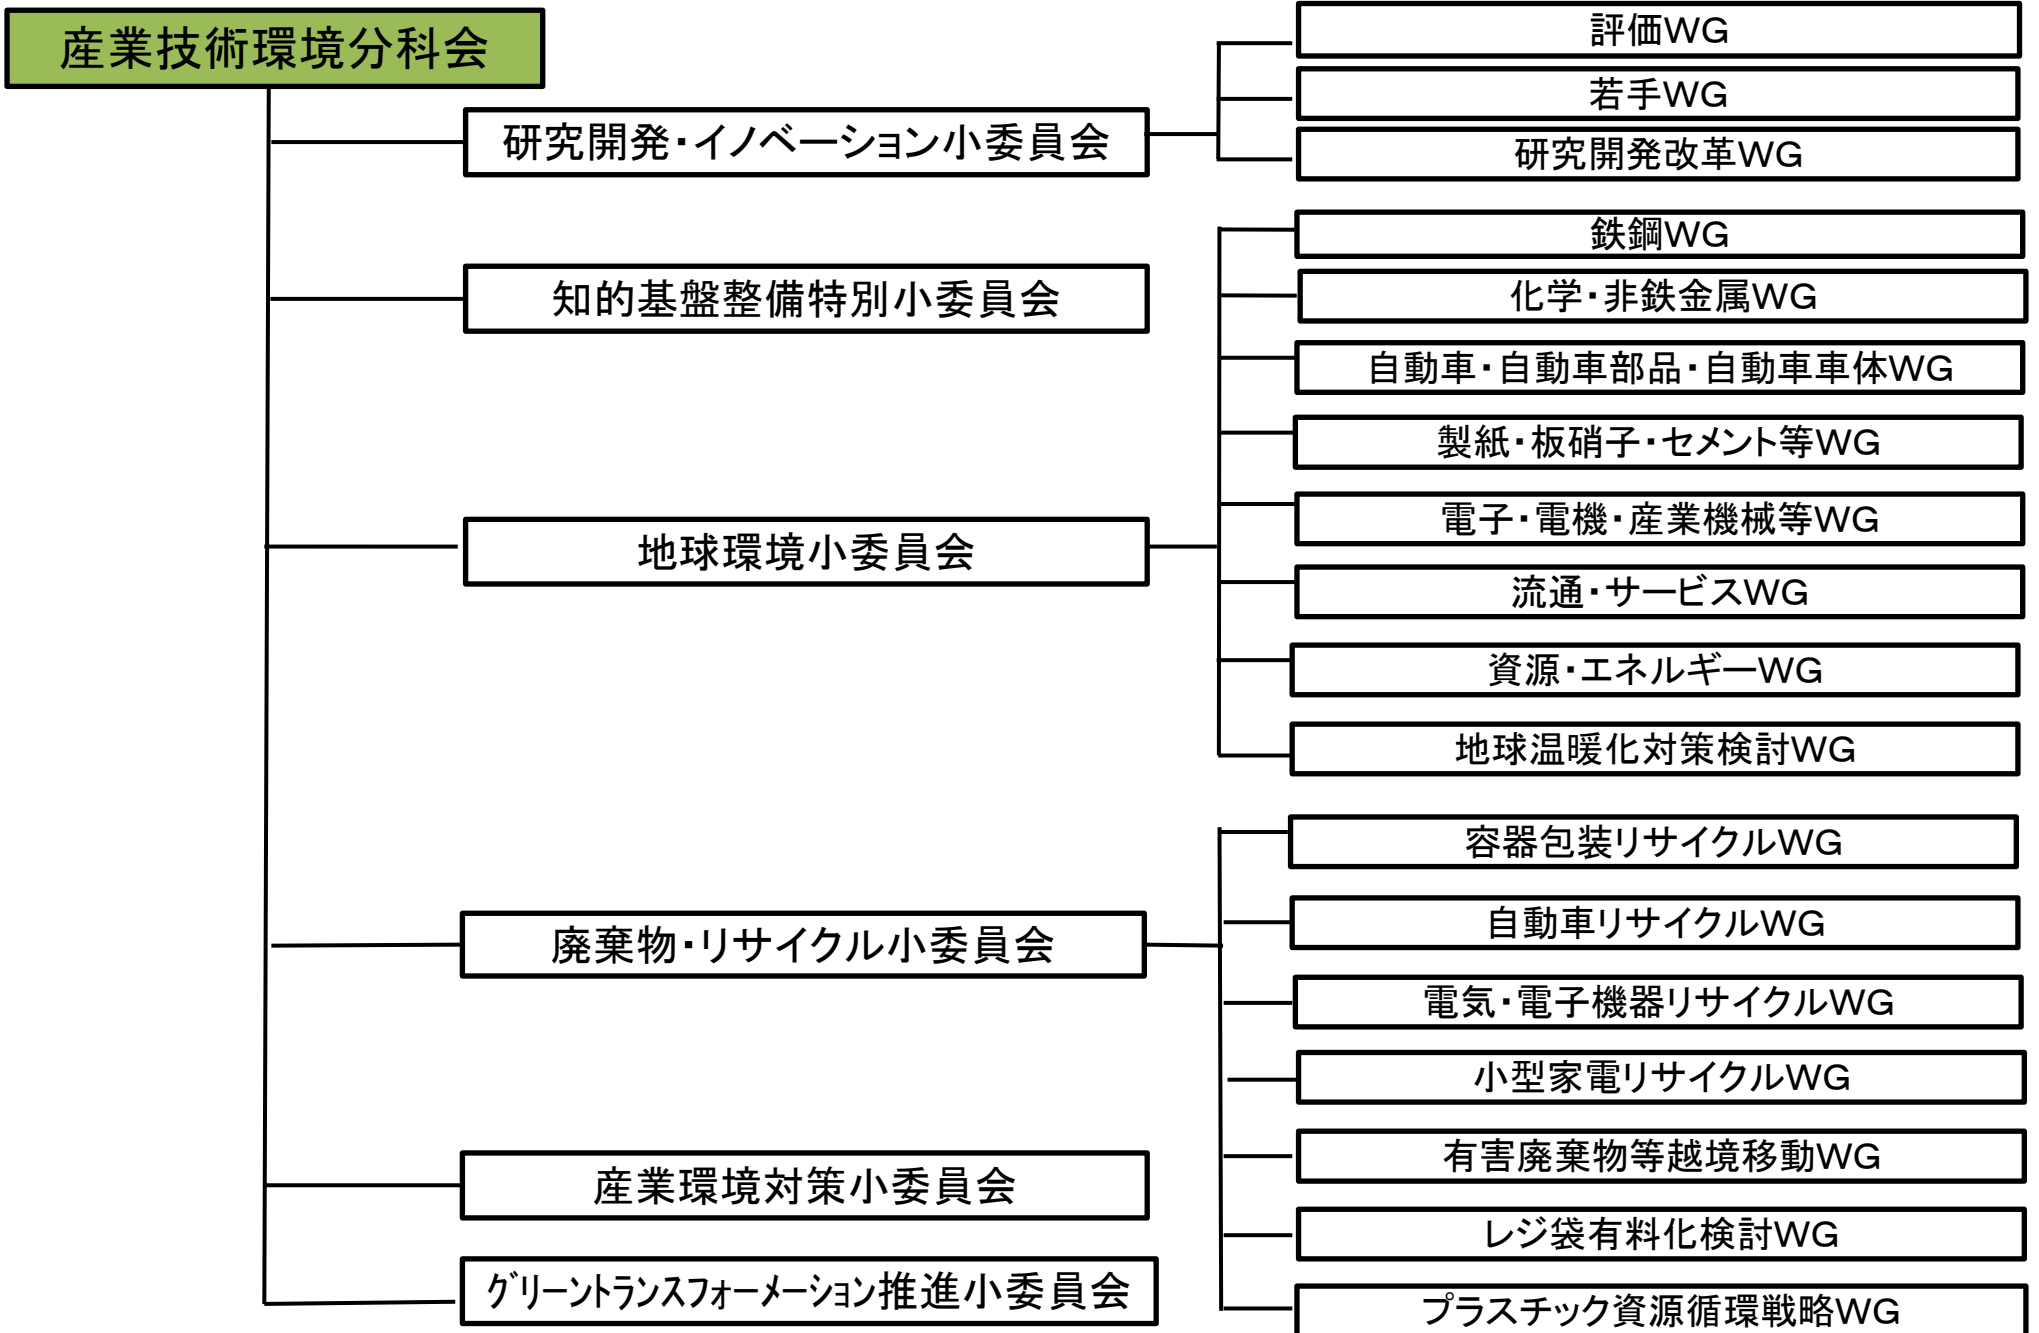 産業技術環境分科会
研究開発・イノベーション小委員会
評価WG
若手WG
研究開発改革WG
知的基盤整備特別小委員会
地球環境小委員会
鉄鋼WG
化学・非鉄金属WG
自動車・自動車部品・自動車車体WG
製紙・板硝子・セメント等WG
電子・電機・産業機械等WG
流通・サービスWG
資源・エネルギーWG
地球温暖化対策検討WG
廃棄物・リサイクル小委員会
容器包装リサイクルWG
自動車リサイクルWG
電気・電子機器リサイクルWG
小型家電リサイクルWG
有害廃棄物等越境移動WG
レジ袋有料化検討WG
プラスチック資源循環戦略WG
産業環境対策小委員会
グリーントランスフォーメーション推進小委員会